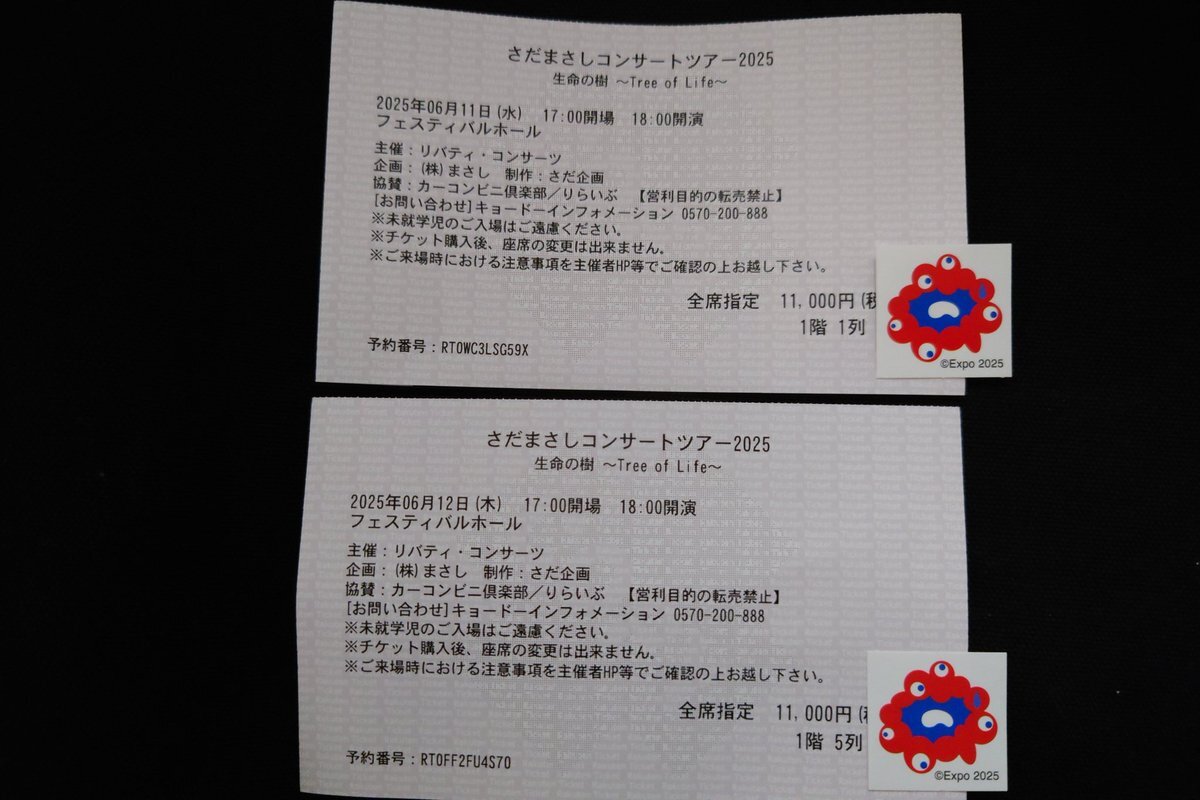 さだまさしコンサートツアー2025
生命の樹 ～Tree of Life～
2025年06月11日(水) 17:00開場 18:00開演
フェスティバルホール
主催：リバティ・コンサーツ
企画：(株)まさし 制作：さだ企画
協賛：カーコンビニ倶楽部／りらいぶ 【営利目的の転売禁止】
[お問い合わせ]キョードーインフォメーション 0570-200-888
※未就学児のご入場はご遠慮ください。
※チケット購入後、座席の変更は出来ません。
※ご来場時における注意事項を主催者HP等でご確認の上お越し下さい。
全席指定 11,000円(税
1階 1列
予約番号：RT0WC3LSG59X
©Expo 2025
さだまさしコンサートツアー2025
生命の樹 ～Tree of Life～
2025年06月12日(木) 17:00開場 18:00開演
フェスティバルホール
主催：リバティ・コンサーツ
企画：(株)まさし 制作：さだ企画
協賛：カーコンビニ倶楽部／りらいぶ 【営利目的の転売禁止】
[お問い合わせ]キョードーインフォメーション 0570-200-888
※未就学児のご入場はご遠慮ください。
※チケット購入後、座席の変更は出来ません。
※ご来場時における注意事項を主催者HP等でご確認の上お越し下さい。
全席指定 11,000円(
1階 5列
予約番号：RT0FF2FU4S70
©Expo 2025